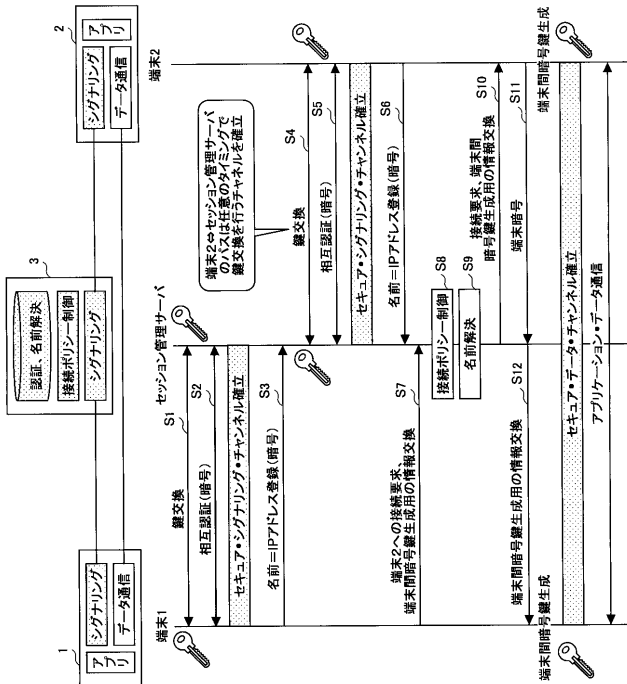 1
アプリ
シグナリング
データ通信
端末1
3
認証、名前解決
接続ポリシー制御
シグナリング
セッション管理サーバ
2
シグナリング
データ通信
アプリ
端末2
S1
鍵交換
S2
相互認証(暗号)
セキュア・シグナリング・チャンネル確立
S3
名前=IPアドレス登録(暗号)
端末2⇔セッション管理サーバ
のパスは任意のタイミングで
鍵交換を行うチャネルを確立
S4
鍵交換
S5
相互認証(暗号)
セキュア・シグナリング・チャンネル確立
S6
名前=IPアドレス登録(暗号)
S7
端末2への接続要求、
端末間暗号鍵生成用の情報交換
S8
接続ポリシー制御
S9
名前解決
S10
接続要求、端末間
暗号鍵生成用の情報交換
S11
端末暗号
S12
端末間暗号鍵生成用の情報交換
端末間暗号鍵生成
端末間暗号鍵生成
セキュア・データ・チャンネル確立
アプリケーション・データ通信